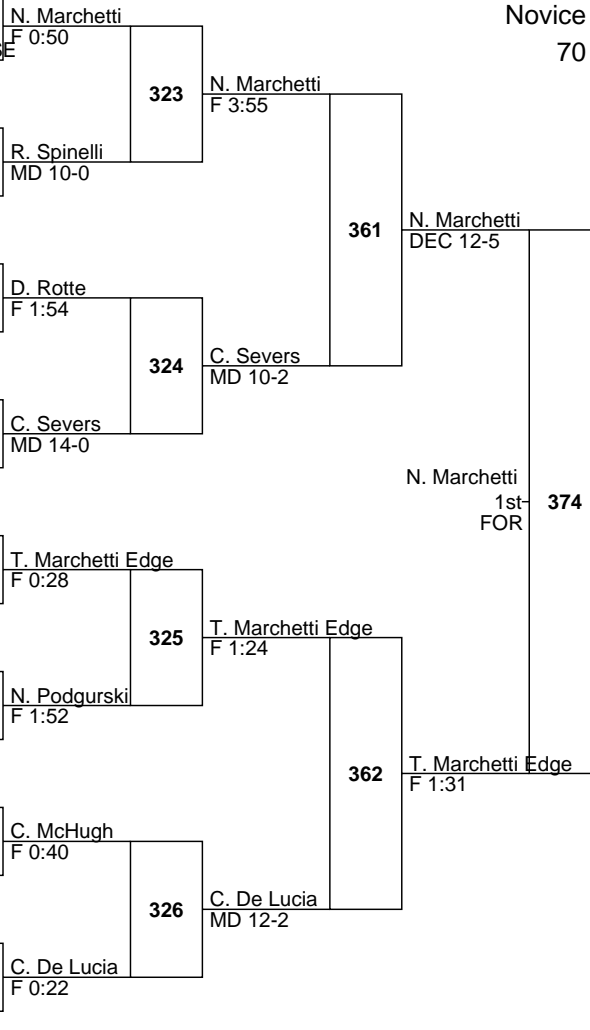 N. Marchetti
F 0:50
SE
Novice
70
323
N. Marchetti
F 3:55
R. Spinelli
MD 10-0
361
N. Marchetti
DEC 12-5
D. Rotte
F 1:54
324
C. Severs
MD 10-2
C. Severs
MD 14-0
N. Marchetti
1st
FOR
374
T. Marchetti Edge
F 0:28
325
T. Marchetti Edge
F 1:24
N. Podgurski
F 1:52
362
T. Marchetti Edge
F 1:31
C. McHugh
F 0:40
326
C. De Lucia
MD 12-2
C. De Lucia
F 0:22